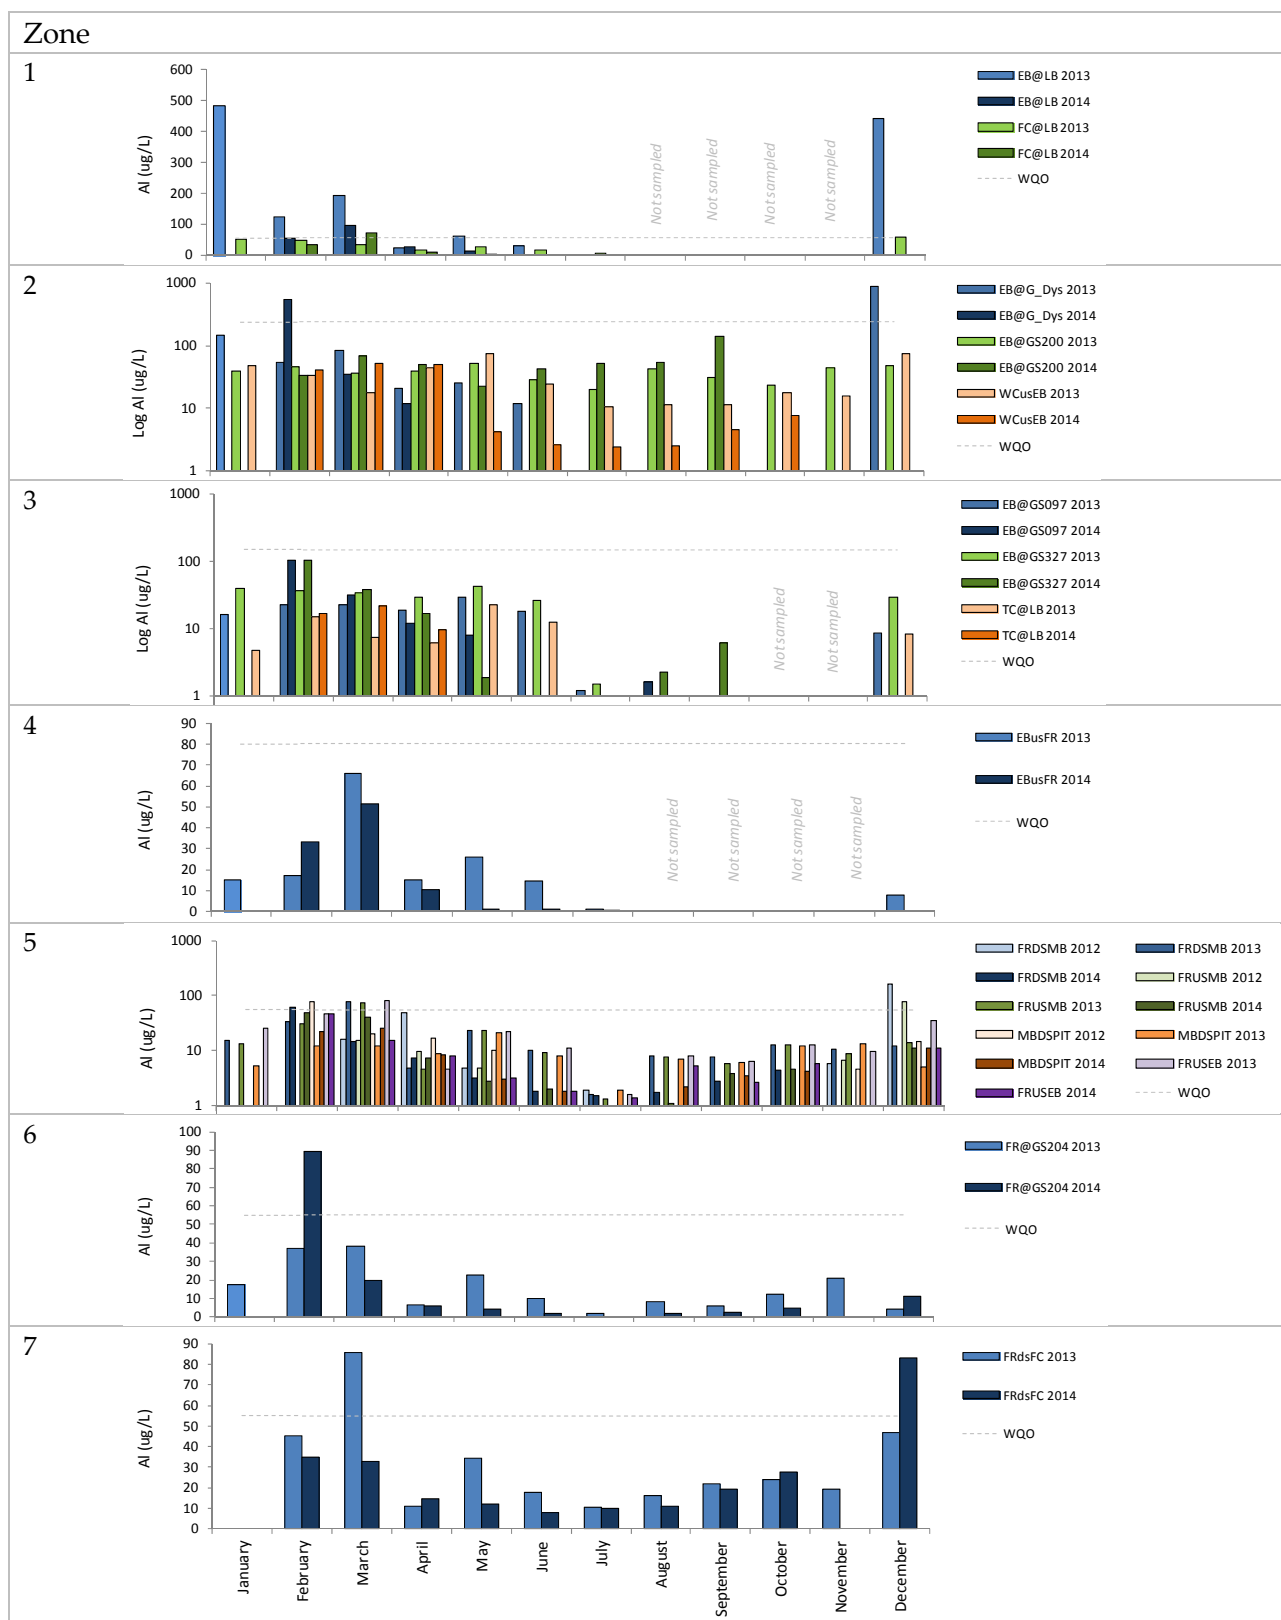 Zone
1
Al (ug/L)
600
500
400
300
200
100
0
Not sampled
Not sampled
Not sampled
Not sampled
EB@LB 2013
EB@LB 2014
FC@LB 2013
FC@LB 2014
WQO
2
Log Al (ug/L)
1000
100
10
1
EB@G_Dys 2013
EB@G_Dys 2014
EB@GS200 2013
EB@GS200 2014
WCusEB 2013
WCusEB 2014
WQO
3
Log Al (ug/L)
1000
100
10
1
Not sampled
Not sampled
EB@GS097 2013
EB@GS097 2014
EB@GS327 2013
EB@GS327 2014
TC@LB 2013
TC@LB 2014
WQO
4
Al (ug/L)
90
80
70
60
50
40
30
20
10
0
Not sampled
Not sampled
Not sampled
Not sampled
EBusFR 2013
EBusFR 2014
WQO
5
Al (ug/L)
1000
100
10
1
FRDSMB 2012 FRDSMB 2013
FRDSMB 2014 FRUSMB 2012
FRUSMB 2013 FRUSMB 2014
MBDSPIT 2012 MBDSPIT 2013
MBDSPIT 2014 FRUSEB 2013
FRUSEB 2014 WQO
6
Al (ug/L)
100
90
80
70
60
50
40
30
20
10
0
FR@GS204 2013
FR@GS204 2014
WQO
7
Al (ug/L)
90
80
70
60
50
40
30
20
10
0
FRdsFC 2013
FRdsFC 2014
WQO
January
February
March
April
May
June
July
August
September
October
November
December